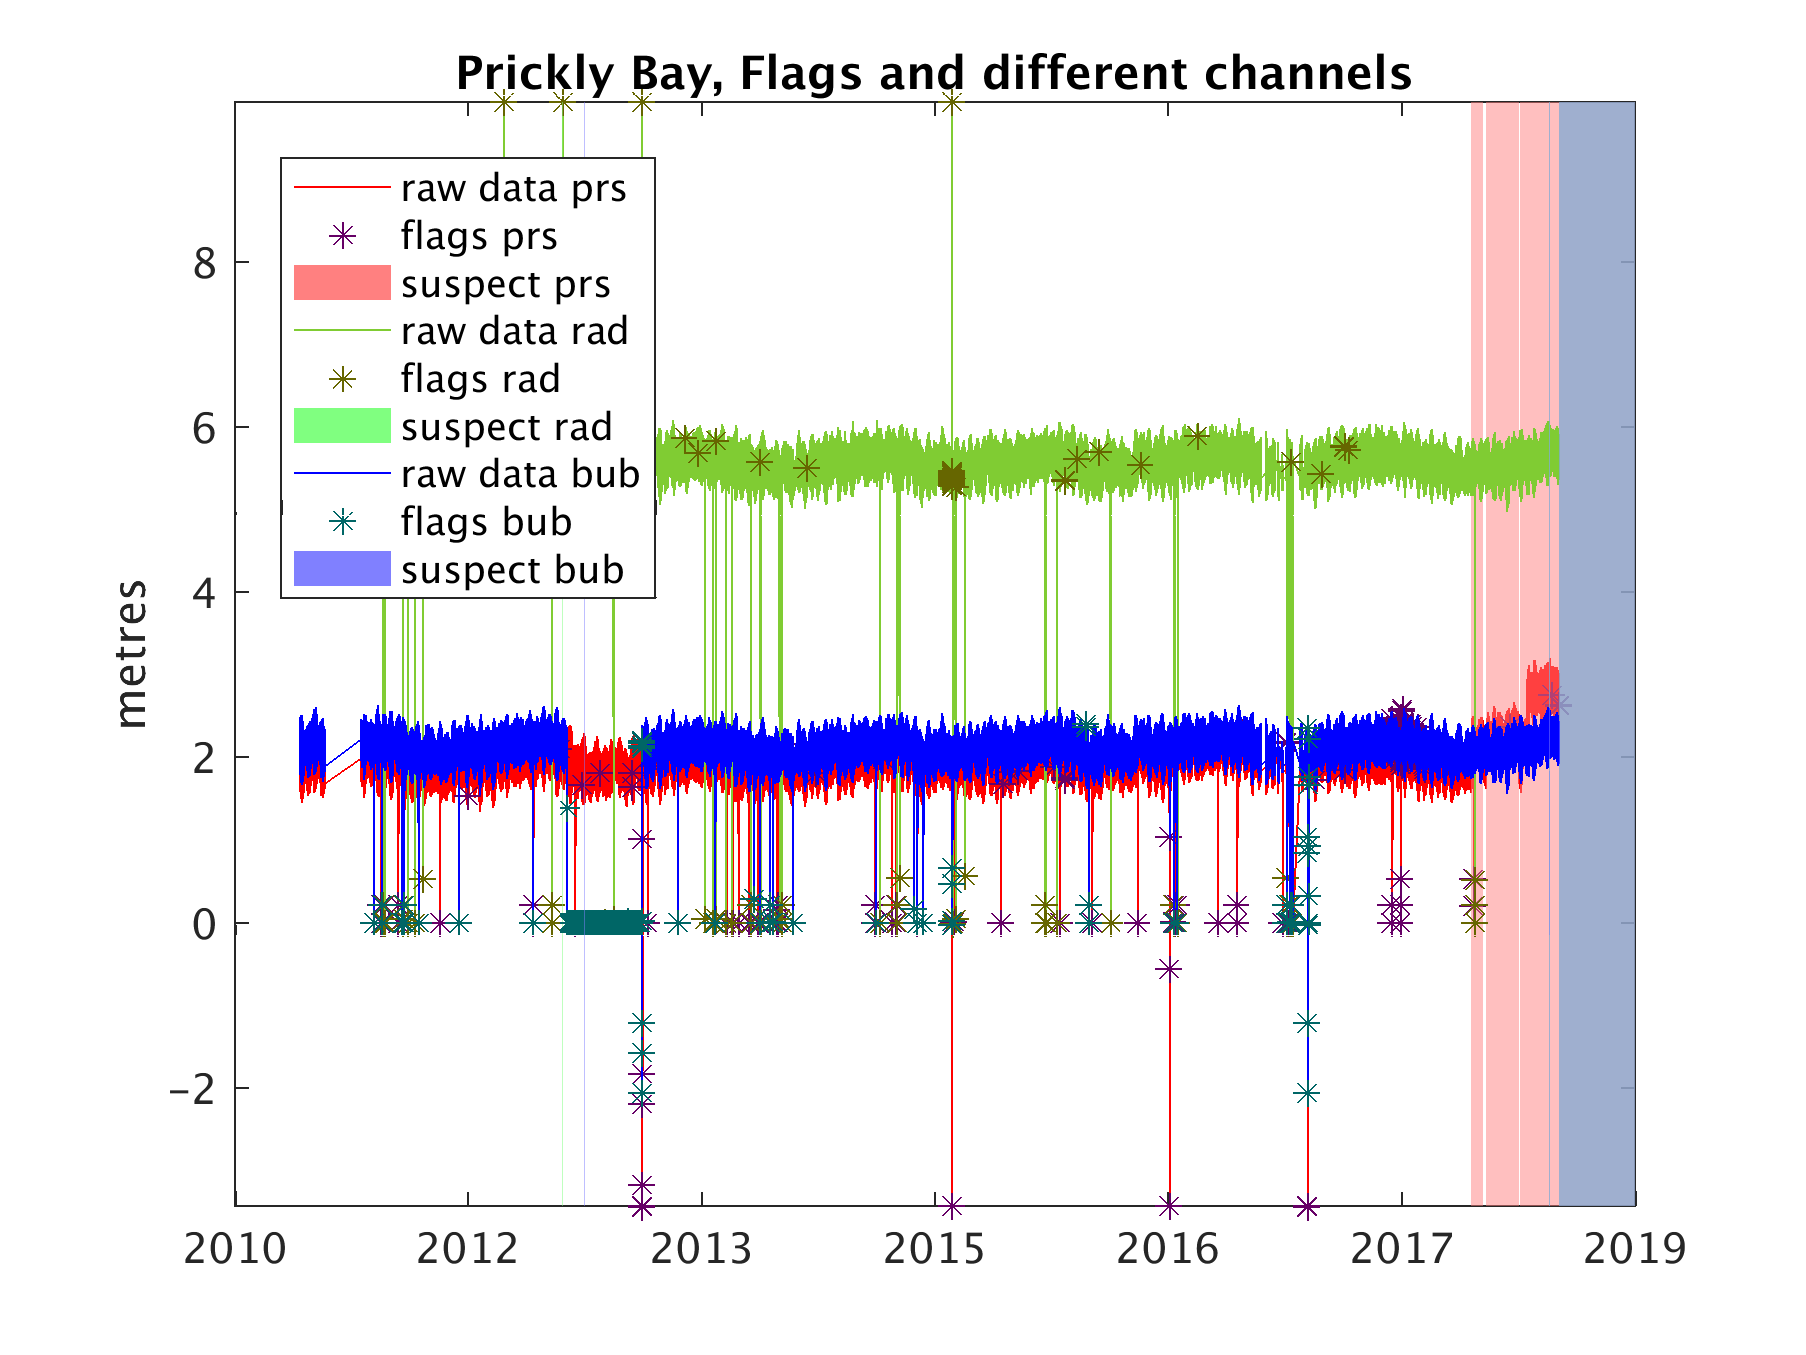 Prickly Bay, Flags and different channels
raw data prs
flags prs
suspect prs
raw data rad
flags rad
suspect rad
raw data bub
flags bub
suspect bub
metres
8
6
4
2
0
−2
2010 2012 2013 2015 2016 2017 2019